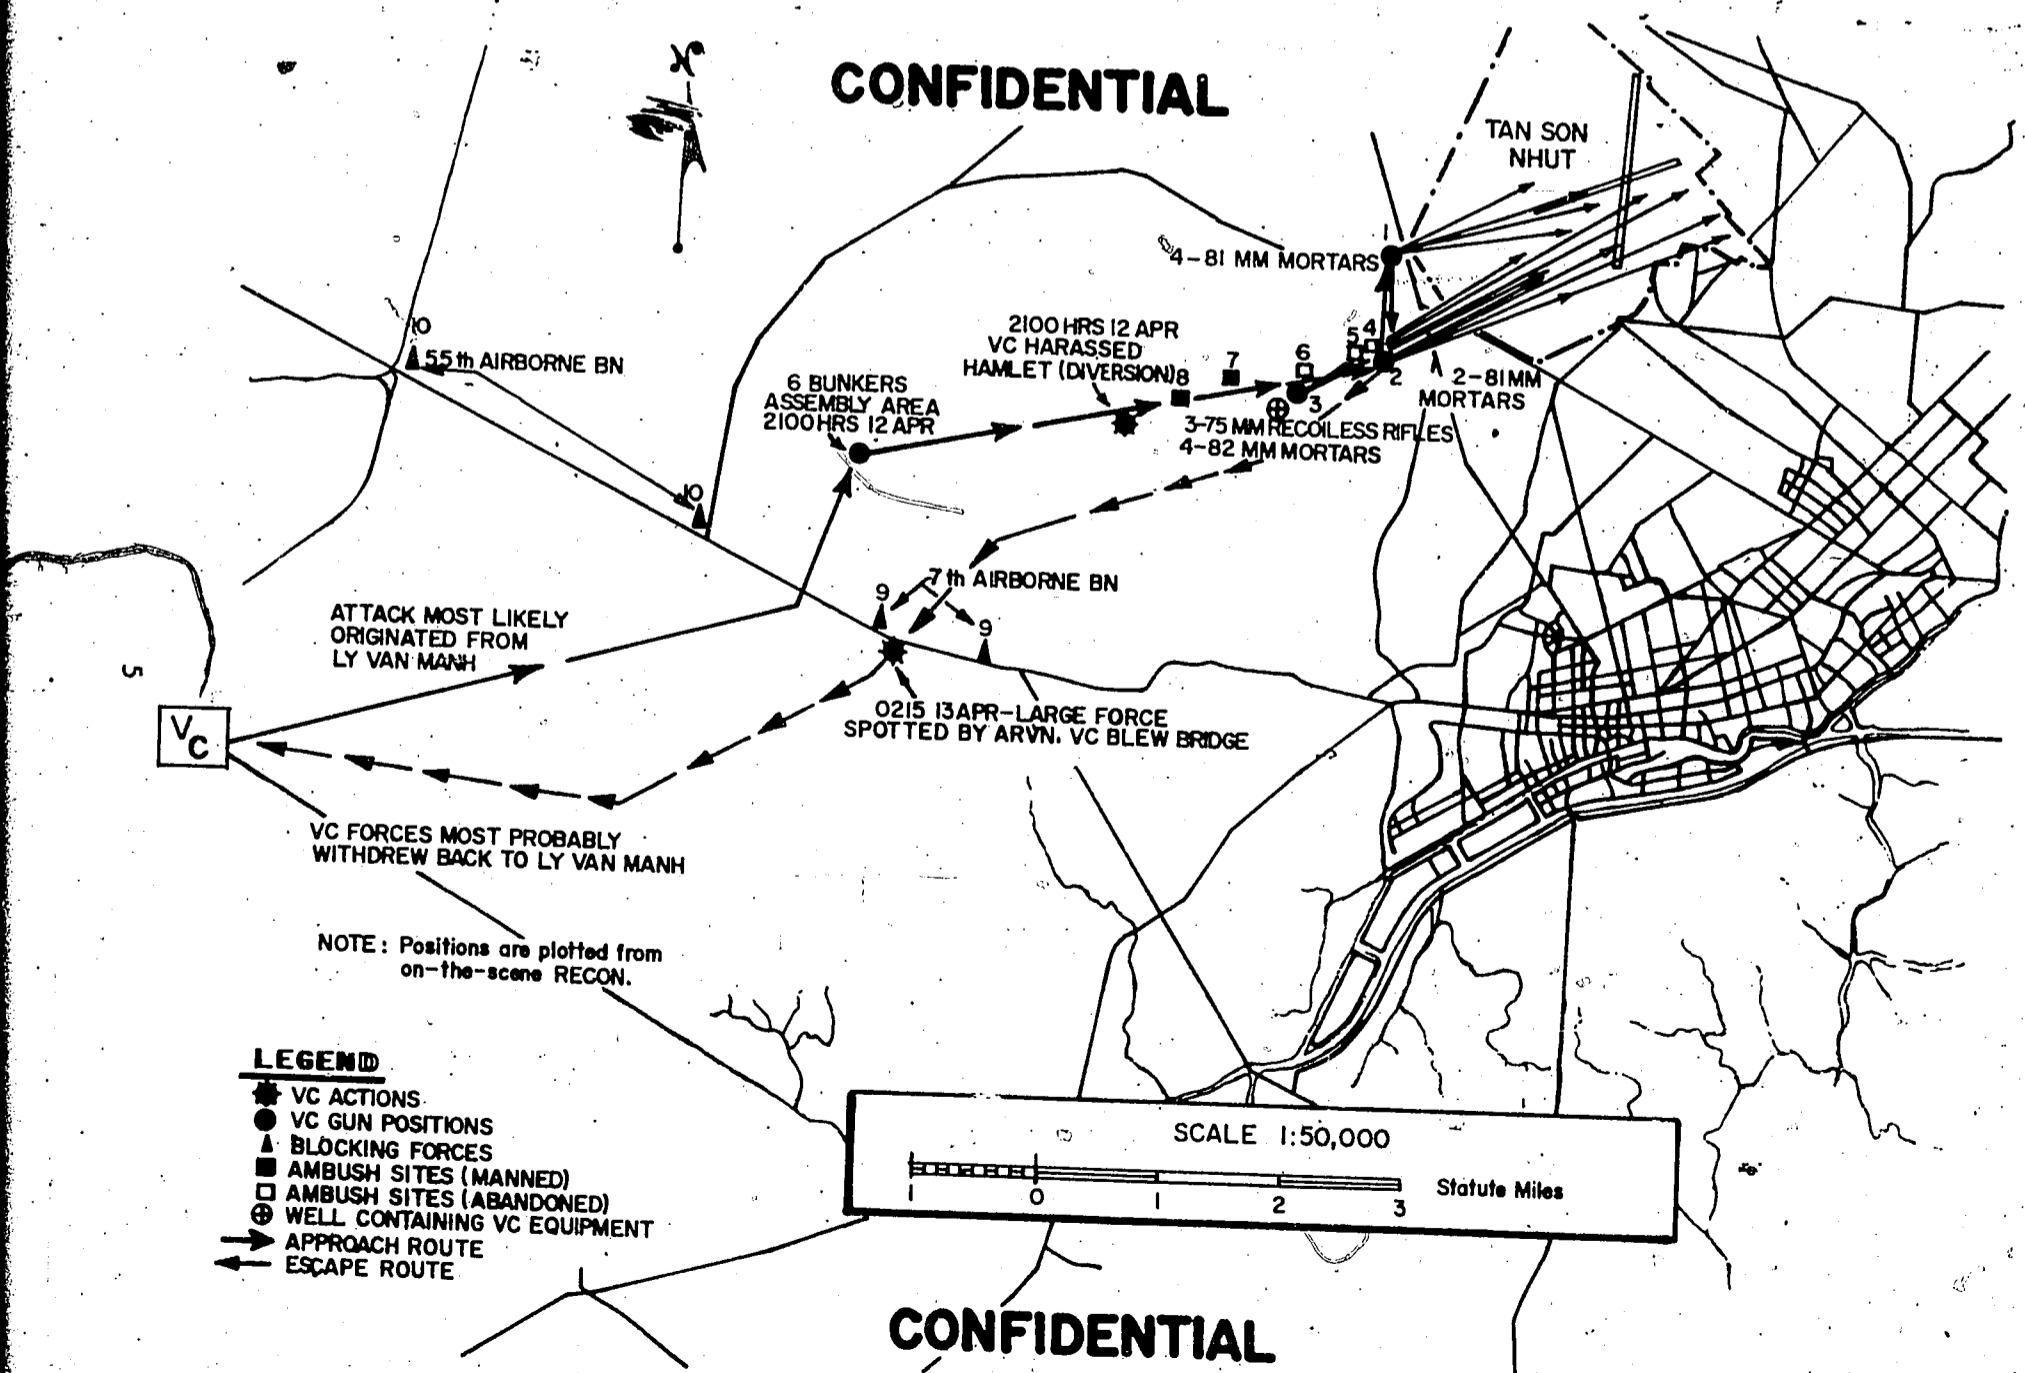 CONFIDENTIAL
N
TAN SON
NHUT
4-81 MM MORTARS
2100 HRS 12 APR
VC HARASSED
HAMLET (DIVERSION)
8
7
6
5
4
2
3
2-81 MM
MORTARS
3-75 MM RECOILESS RIFLES
4-82 MM MORTARS
10
55th AIRBORNE BN
6 BUNKERS
ASSEMBLY AREA
2100 HRS 12 APR
10
7th AIRBORNE BN
9
9
ATTACK MOST LIKELY
ORIGINATED FROM
LY VAN MANH
5
VC
0215 13 APR-LARGE FORCE
SPOTTED BY ARVN. VC BLEW BRIDGE
VC FORCES MOST PROBABLY
WITHDREW BACK TO LY VAN MANH
NOTE: Positions are plotted from
on-the-scene RECON.
LEGEND
VC ACTIONS
VC GUN POSITIONS
BLOCKING FORCES
AMBUSH SITES (MANNED)
AMBUSH SITES (ABANDONED)
WELL CONTAINING VC EQUIPMENT
APPROACH ROUTE
ESCAPE ROUTE
SCALE 1:50,000
1 0 1 2 3 Statute Miles
CONFIDENTIAL